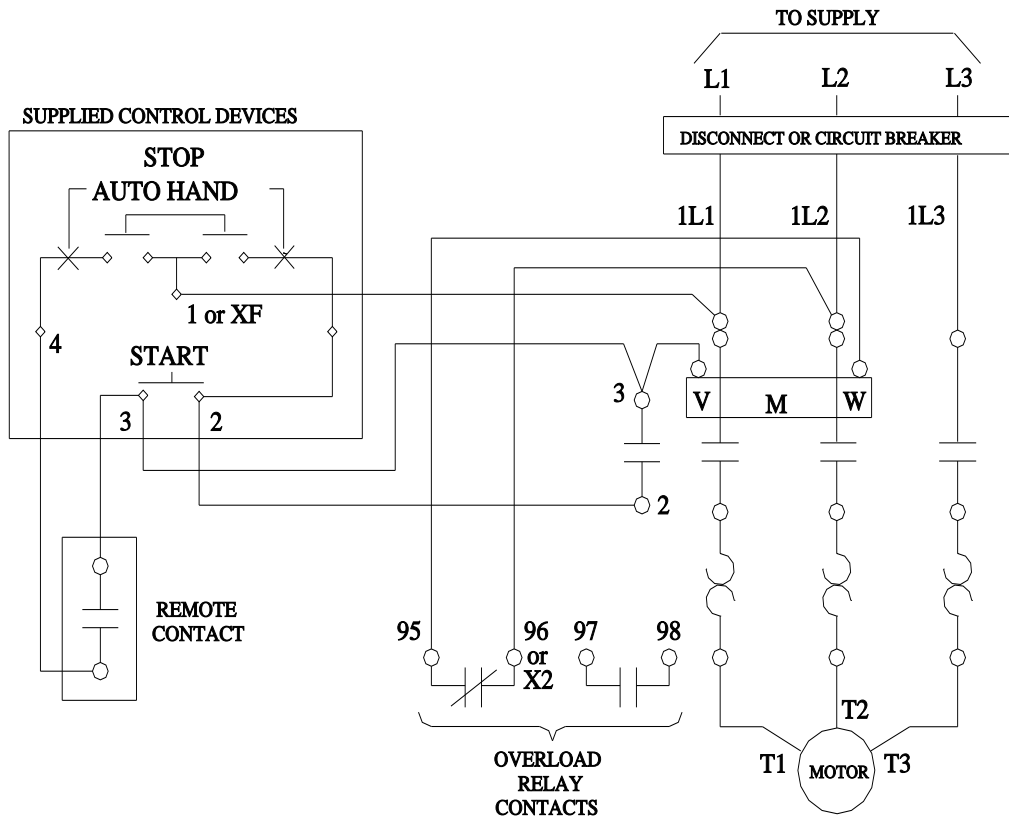 TO SUPPLY
L1 L2 L3
SUPPLIED CONTROL DEVICES
DISCONNECT OR CIRCUIT BREAKER
STOP
AUTO HAND
1L1 1L2 1L3
1 or XF
4
START
3 2
3
V M W
2
REMOTE
CONTACT
95 96 97 98
or
X2
T2
T1 MOTOR T3
OVERLOAD
RELAY
CONTACTS